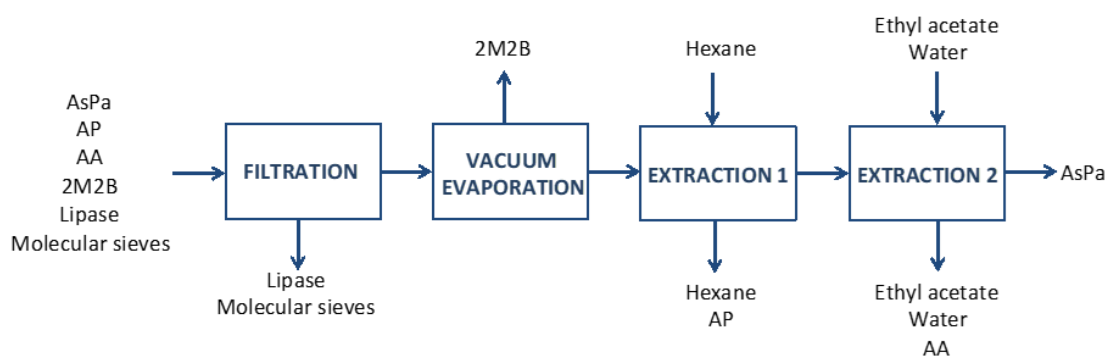 AsPa
AP
AA
2M2B
Lipase
Molecular sieves
FILTRATION
Lipase
Molecular sieves
2M2B
VACUUM
EVAPORATION
Hexane
EXTRACTION 1
Hexane
AP
Ethyl acetate
Water
EXTRACTION 2
AsPa
Ethyl acetate
Water
AA